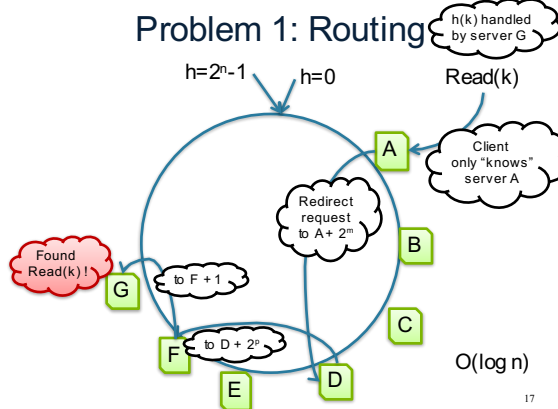 Problem 1: Routing
h(k) handled
by server G
h=2ⁿ-1
h=0
Read(k)
A
Client
only “knows”
server A
Redirect
request
to A + 2ᵐ
B
Found
Read(k) !
G
to F + 1
C
F
to D + 2ᵖ
D
E
O(log n)
17